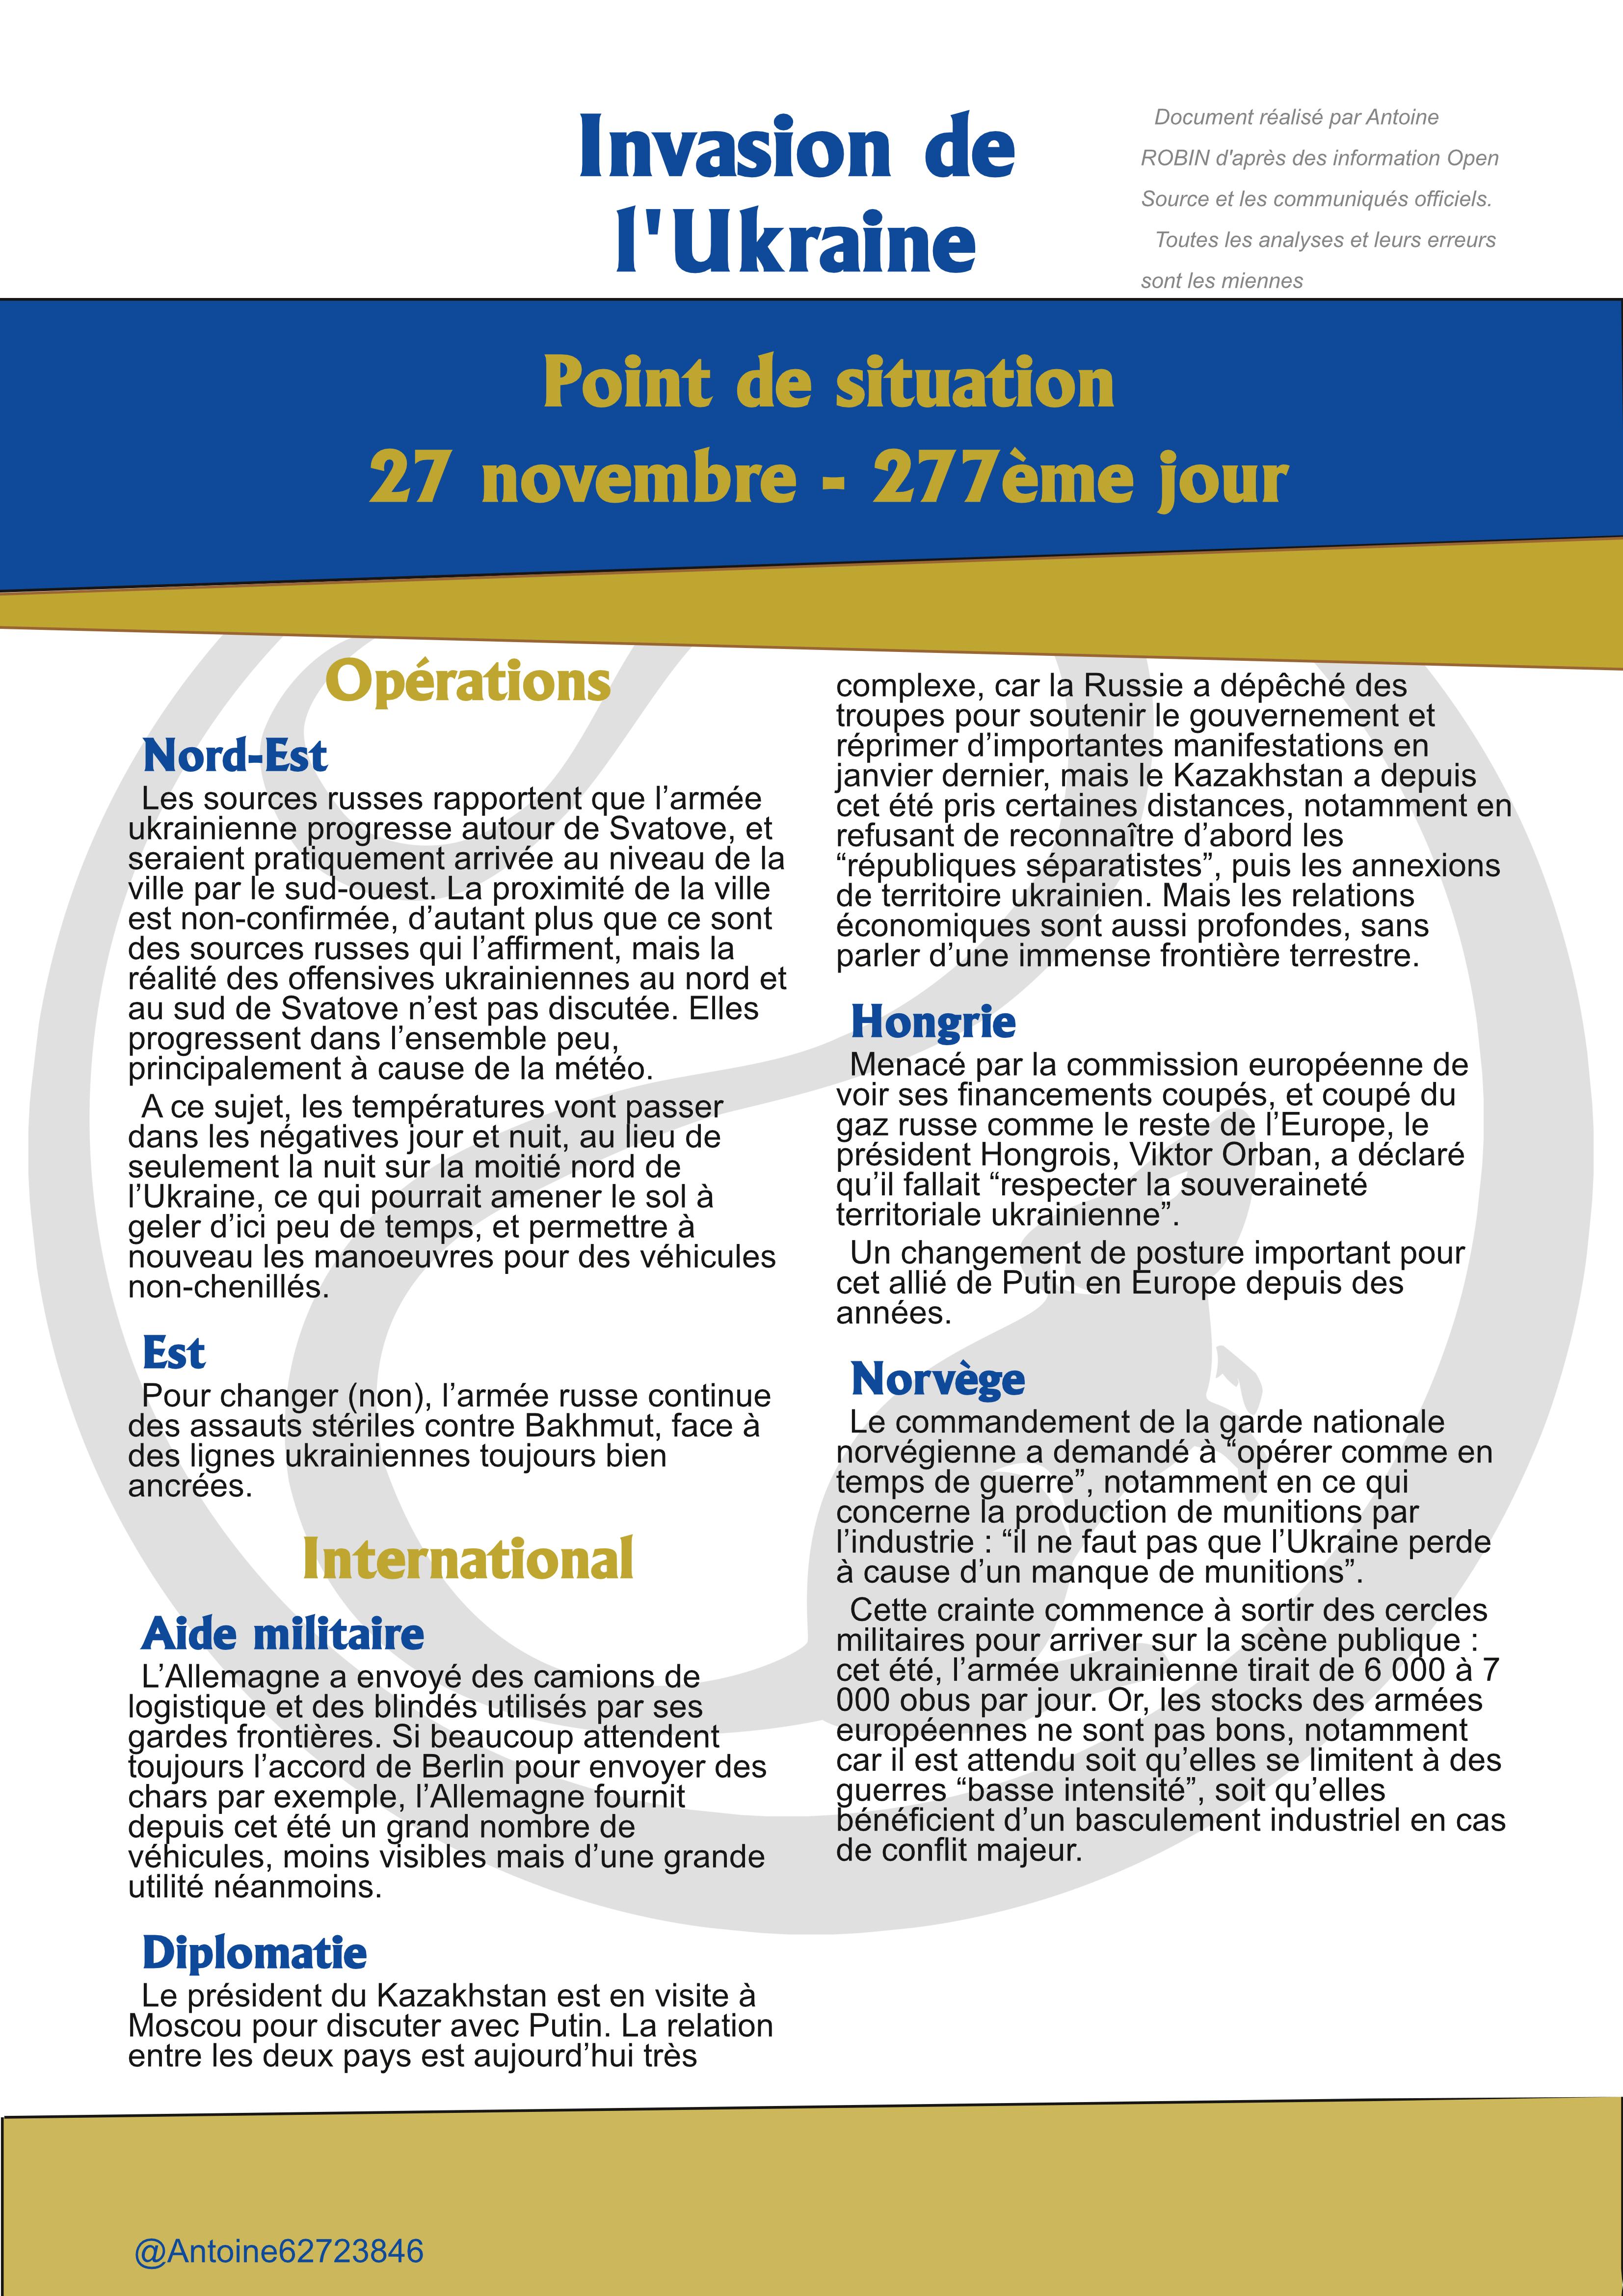 Invasion de
l'Ukraine
Document réalisé par Antoine
ROBIN d'après des information Open
Source et les communiqués officiels.
Toutes les analyses et leurs erreurs
sont les miennes
Point de situation
27 novembre - 277ème jour
Opérations
Nord-Est
Les sources russes rapportent que l’armée
ukrainienne progresse autour de Svatove, et
seraient pratiquement arrivée au niveau de la
ville par le sud-ouest. La proximité de la ville
est non-confirmée, d’autant plus que ce sont
des sources russes qui l’affirment, mais la
réalité des offensives ukrainiennes au nord et
au sud de Svatove n’est pas discutée. Elles
progressent dans l’ensemble peu,
principalement à cause de la météo.
A ce sujet, les températures vont passer
dans les négatives jour et nuit, au lieu de
seulement la nuit sur la moitié nord de
l’Ukraine, ce qui pourrait amener le sol à
geler d’ici peu de temps, et permettre à
nouveau les manoeuvres pour des véhicules
non-chenillés.
Est
Pour changer (non), l’armée russe continue
des assauts stériles contre Bakhmut, face à
des lignes ukrainiennes toujours bien
ancrées.
International
Aide militaire
L’Allemagne a envoyé des camions de
logistique et des blindés utilisés par ses
gardes frontières. Si beaucoup attendent
toujours l’accord de Berlin pour envoyer des
chars par exemple, l’Allemagne fournit
depuis cet été un grand nombre de
véhicules, moins visibles mais d’une grande
utilité néanmoins.
Diplomatie
Le président du Kazakhstan est en visite à
Moscou pour discuter avec Putin. La relation
entre les deux pays est aujourd’hui très
complexe, car la Russie a dépêché des
troupes pour soutenir le gouvernement et
réprimer d’importantes manifestations en
janvier dernier, mais le Kazakhstan a depuis
cet été pris certaines distances, notamment en
refusant de reconnaître d’abord les
“républiques séparatistes”, puis les annexions
de territoire ukrainien. Mais les relations
économiques sont aussi profondes, sans
parler d’une immense frontière terrestre.
Hongrie
Menacé par la commission européenne de
voir ses financements coupés, et coupé du
gaz russe comme le reste de l’Europe, le
président Hongrois, Viktor Orban, a déclaré
qu’il fallait “respecter la souveraineté
territoriale ukrainienne”.
Un changement de posture important pour
cet allié de Putin en Europe depuis des
années.
Norvège
Le commandement de la garde nationale
norvégienne a demandé à “opérer comme en
temps de guerre”, notamment en ce qui
concerne la production de munitions par
l’industrie : “il ne faut pas que l’Ukraine perde
à cause d’un manque de munitions”.
Cette crainte commence à sortir des cercles
militaires pour arriver sur la scène publique :
cet été, l’armée ukrainienne tirait de 6 000 à 7
000 obus par jour. Or, les stocks des armées
européennes ne sont pas bons, notamment
car il est attendu soit qu’elles se limitent à des
guerres “basse intensité”, soit qu’elles
bénéficient d’un basculement industriel en cas
de conflit majeur.
@Antoine62723846